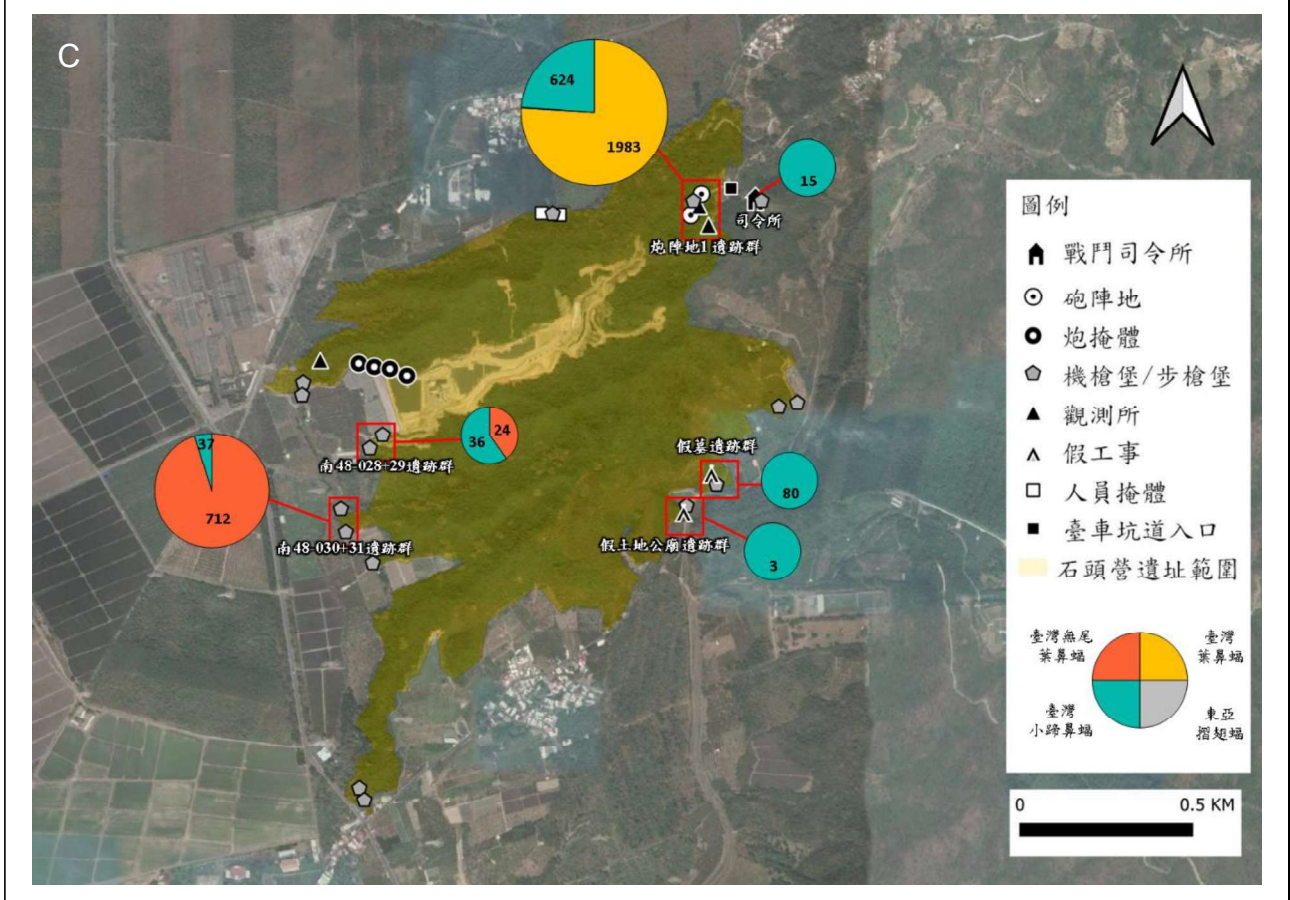 C
624
1983
15
司令所
炮陣地1遺跡群
37
712
36
24
南48-028+29遺跡群
南48-030+31遺跡群
假墓遺跡群
80
假土地公廟遺跡群
3
圖例
戰鬥司令所
砲陣地
炮掩體
機槍堡/步槍堡
觀測所
假工事
人員掩體
臺車坑道入口
石頭營遺址範圍
臺灣無尾
葉鼻蝠
臺灣
葉鼻蝠
臺灣
小蹄鼻蝠
東亞
摺翅蝠
0 0.5 KM